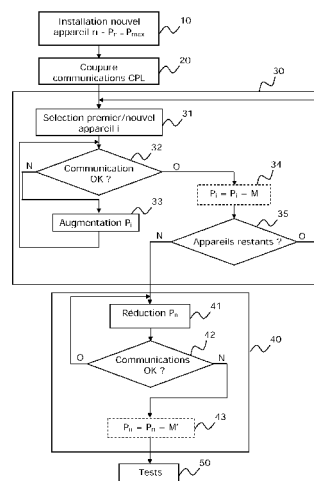 Installation nouvel
appareil n - Pn = Pmax
10
Coupure
communications CPL
20
30
Sélection premier/nouvel
appareil i
31
32
N
Communication
OK ?
O
34
Pi = Pi – M
33
Augmentation Pi
35
N
Appareils restants ?
O
Réduction Pn
41
42
40
O
Communications
OK ?
N
43
Pn = Pn – M'
Tests
50